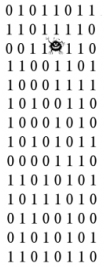 0 1 0 1 1 0 1 1
1 1 0 1 1 1 1 0
0 0 1 1 1 1 0
1 1 0 0 1 1 0 1
1 0 0 0 1 1 1 1
1 0 1 0 0 1 1 0
1 0 0 0 1 0 1 0
1 0 1 0 1 0 1 1
0 0 0 0 1 1 1 0
1 1 0 1 0 1 0 1
1 0 1 1 1 0 1 0
0 1 1 0 0 1 0 0
0 1 0 1 0 1 0 1
1 1 0 1 0 1 1 0